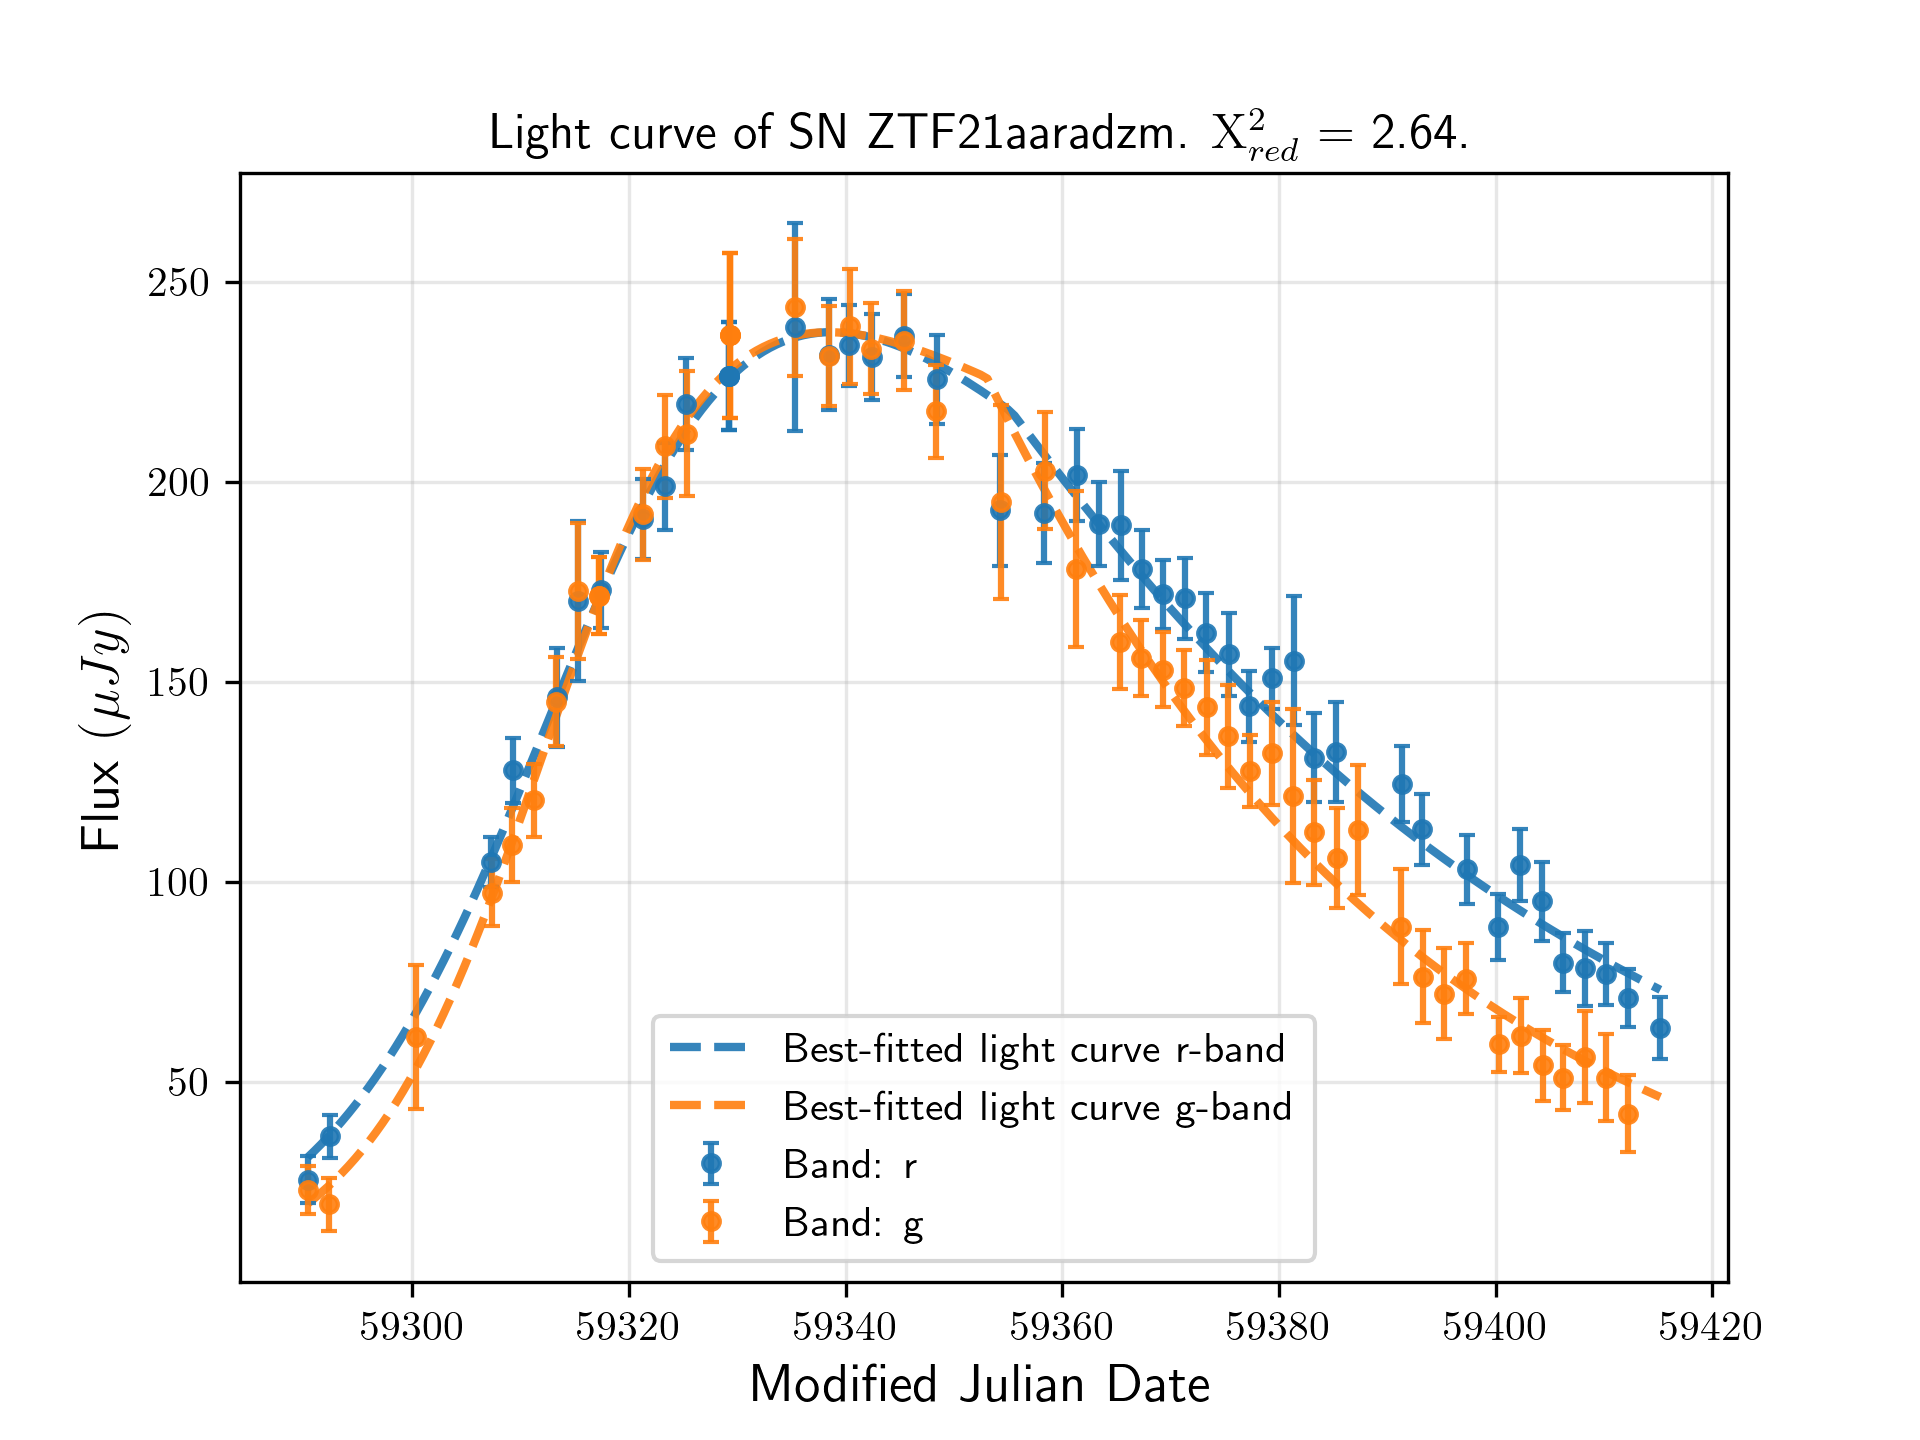 Light curve of SN ZTF21aaradzm. X²_red = 2.64.
250
200
150
100
50
Flux (μJy)
Best-fitted light curve r-band
Best-fitted light curve g-band
Band: r
Band: g
59300 59320 59340 59360 59380 59400 59420
Modified Julian Date